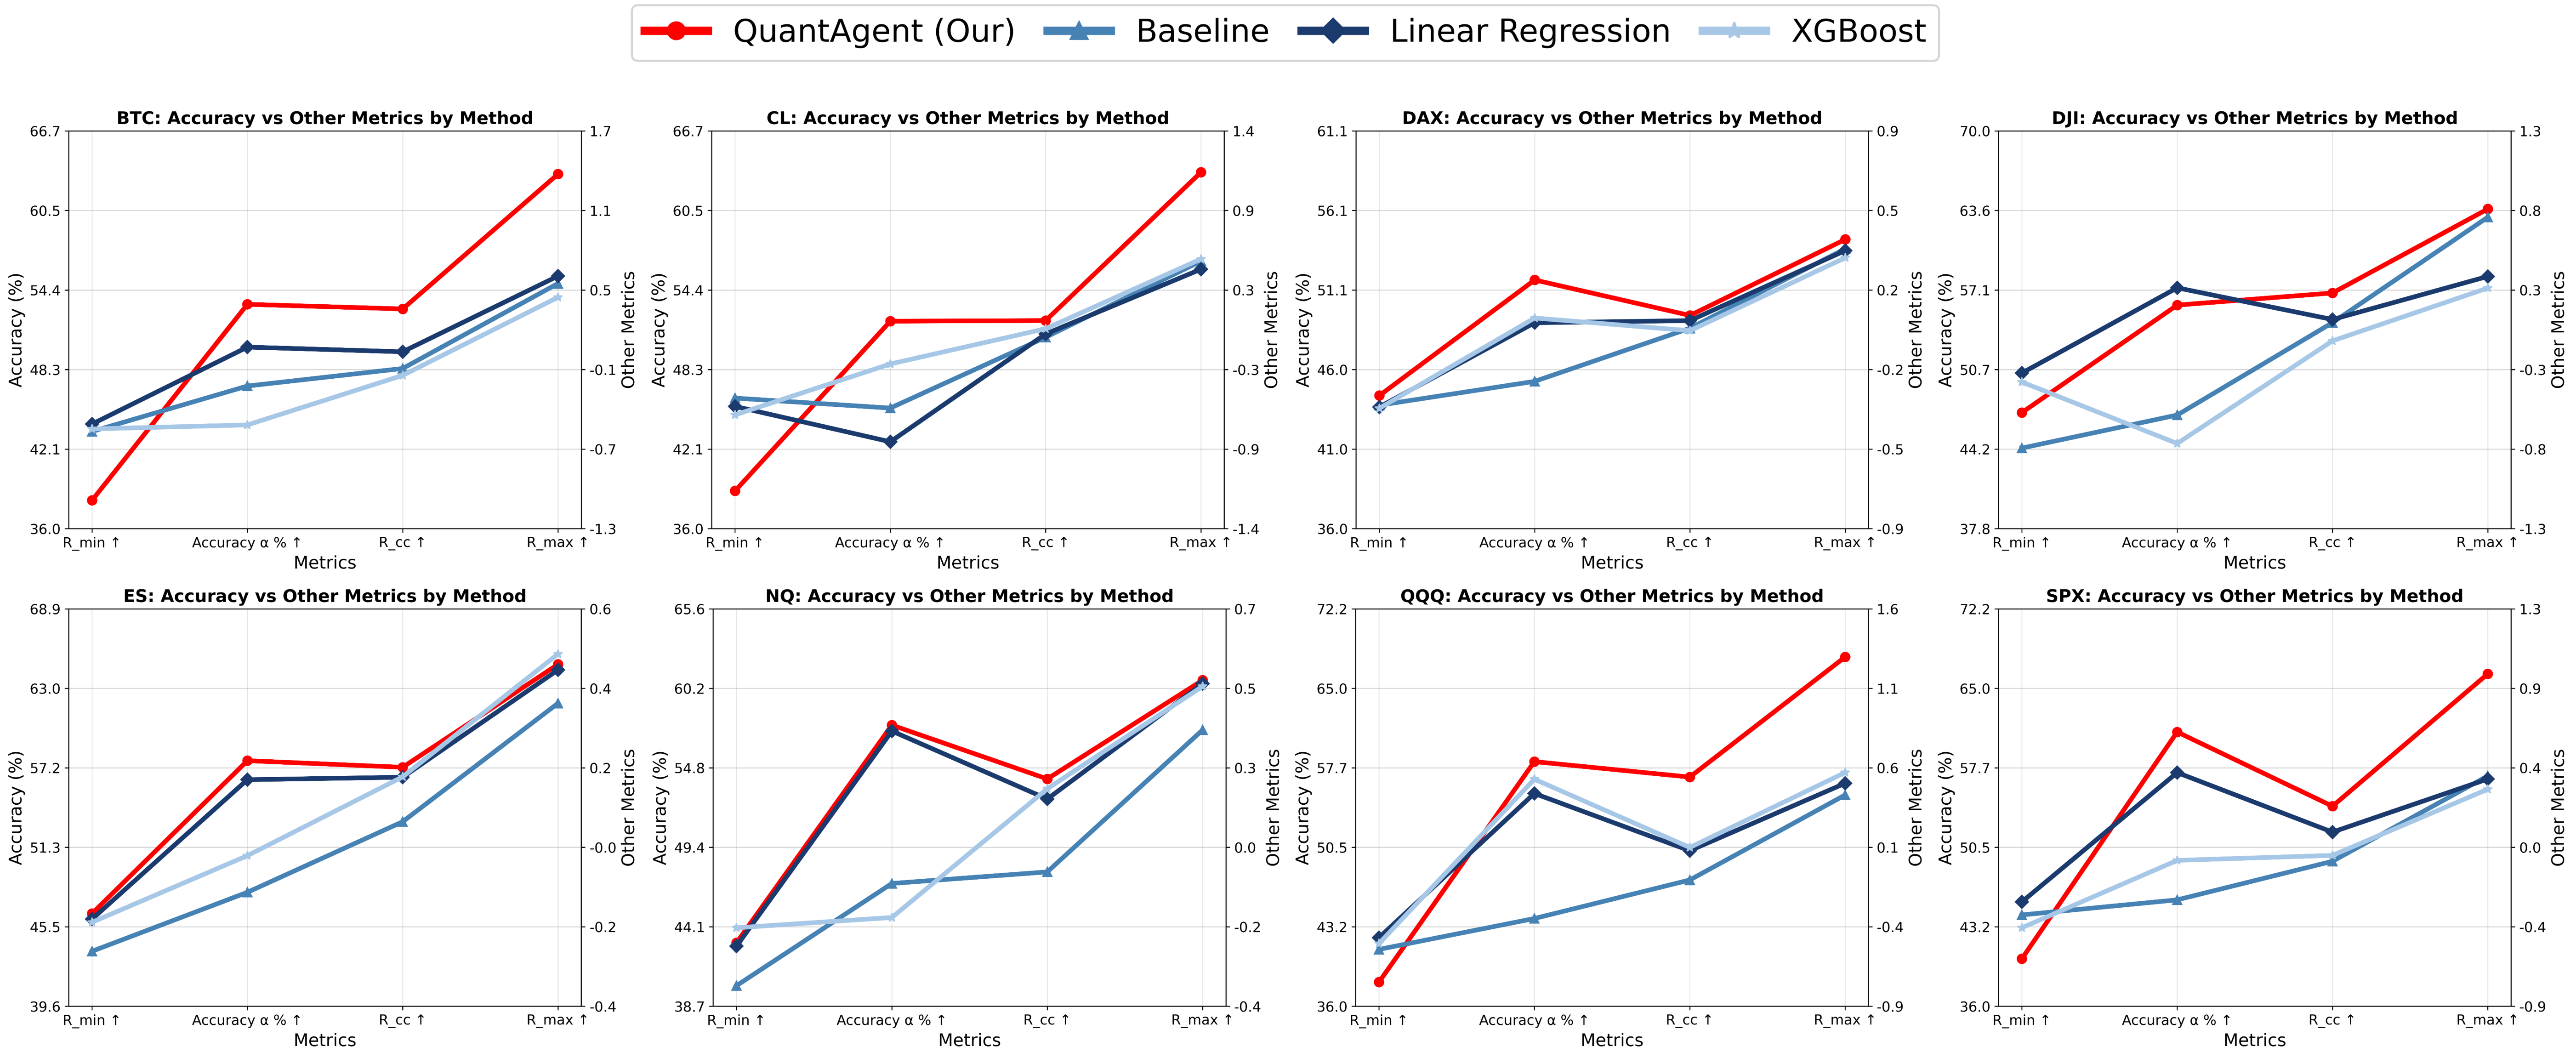 QuantAgent (Our) Baseline Linear Regression XGBoost
BTC: Accuracy vs Other Metrics by Method
Accuracy (%)
66.7
60.5
54.4
48.3
42.1
36.0
1.7
1.1
0.5
-0.1
-0.7
-1.3
Other Metrics
R_min ↑ Accuracy α % ↑ R_cc ↑ R_max ↑
Metrics
CL: Accuracy vs Other Metrics by Method
Accuracy (%)
66.7
60.5
54.4
48.3
42.1
36.0
1.4
0.9
0.3
-0.3
-0.9
-1.4
Other Metrics
R_min ↑ Accuracy α % ↑ R_cc ↑ R_max ↑
Metrics
DAX: Accuracy vs Other Metrics by Method
Accuracy (%)
61.1
56.1
51.1
46.0
41.0
36.0
0.9
0.5
0.2
-0.2
-0.5
-0.9
Other Metrics
R_min ↑ Accuracy α % ↑ R_cc ↑ R_max ↑
Metrics
DJI: Accuracy vs Other Metrics by Method
Accuracy (%)
70.0
63.6
57.1
50.7
44.2
37.8
1.3
0.8
0.3
-0.3
-0.8
-1.3
Other Metrics
R_min ↑ Accuracy α % ↑ R_cc ↑ R_max ↑
Metrics
ES: Accuracy vs Other Metrics by Method
Accuracy (%)
68.9
63.0
57.2
51.3
45.5
39.6
0.6
0.4
0.2
-0.0
-0.2
-0.4
Other Metrics
R_min ↑ Accuracy α % ↑ R_cc ↑ R_max ↑
Metrics
NQ: Accuracy vs Other Metrics by Method
Accuracy (%)
65.6
60.2
54.8
49.4
44.1
38.7
0.7
0.5
0.3
0.0
-0.2
-0.4
Other Metrics
R_min ↑ Accuracy α % ↑ R_cc ↑ R_max ↑
Metrics
QQQ: Accuracy vs Other Metrics by Method
Accuracy (%)
72.2
65.0
57.7
50.5
43.2
36.0
1.6
1.1
0.6
0.1
-0.4
-0.9
Other Metrics
R_min ↑ Accuracy α % ↑ R_cc ↑ R_max ↑
Metrics
SPX: Accuracy vs Other Metrics by Method
Accuracy (%)
72.2
65.0
57.7
50.5
43.2
36.0
1.3
0.9
0.4
0.0
-0.4
-0.9
Other Metrics
R_min ↑ Accuracy α % ↑ R_cc ↑ R_max ↑
Metrics